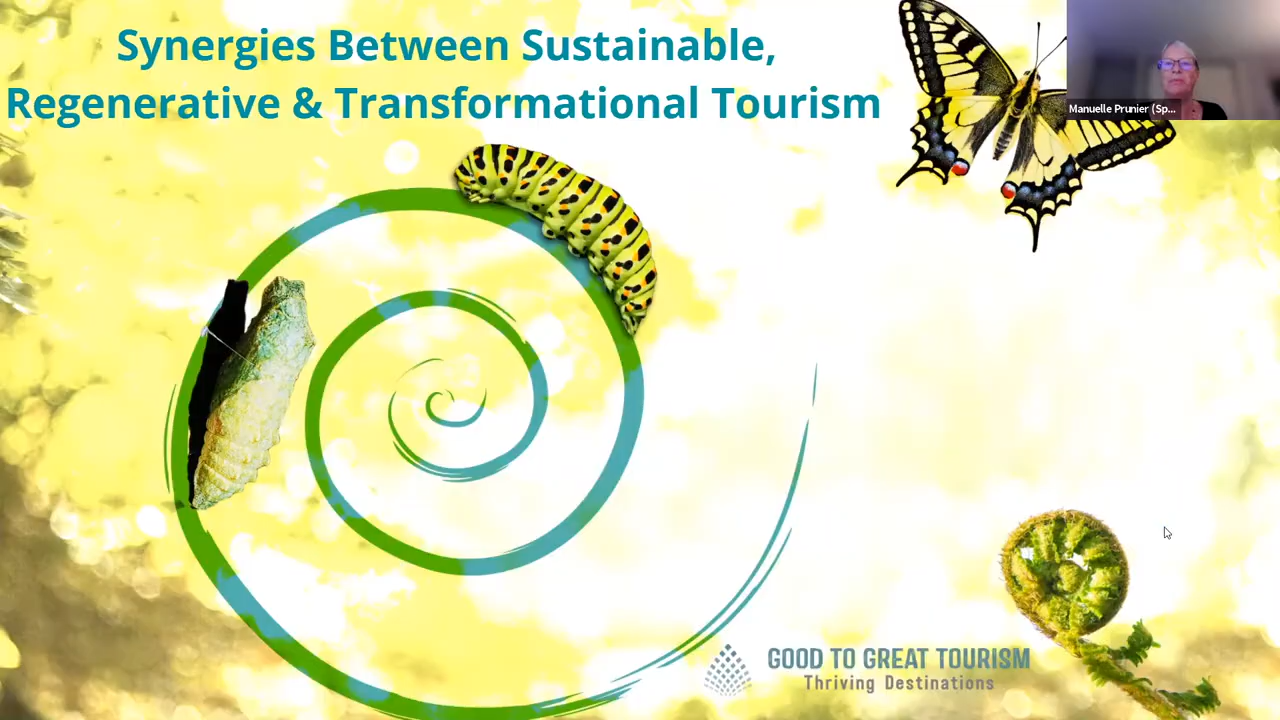 Synergies Between Sustainable,
Regenerative & Transformational Tourism
Manuelle Prunier (Sp...
GOOD TO GREAT TOURISM
Thriving Destinations